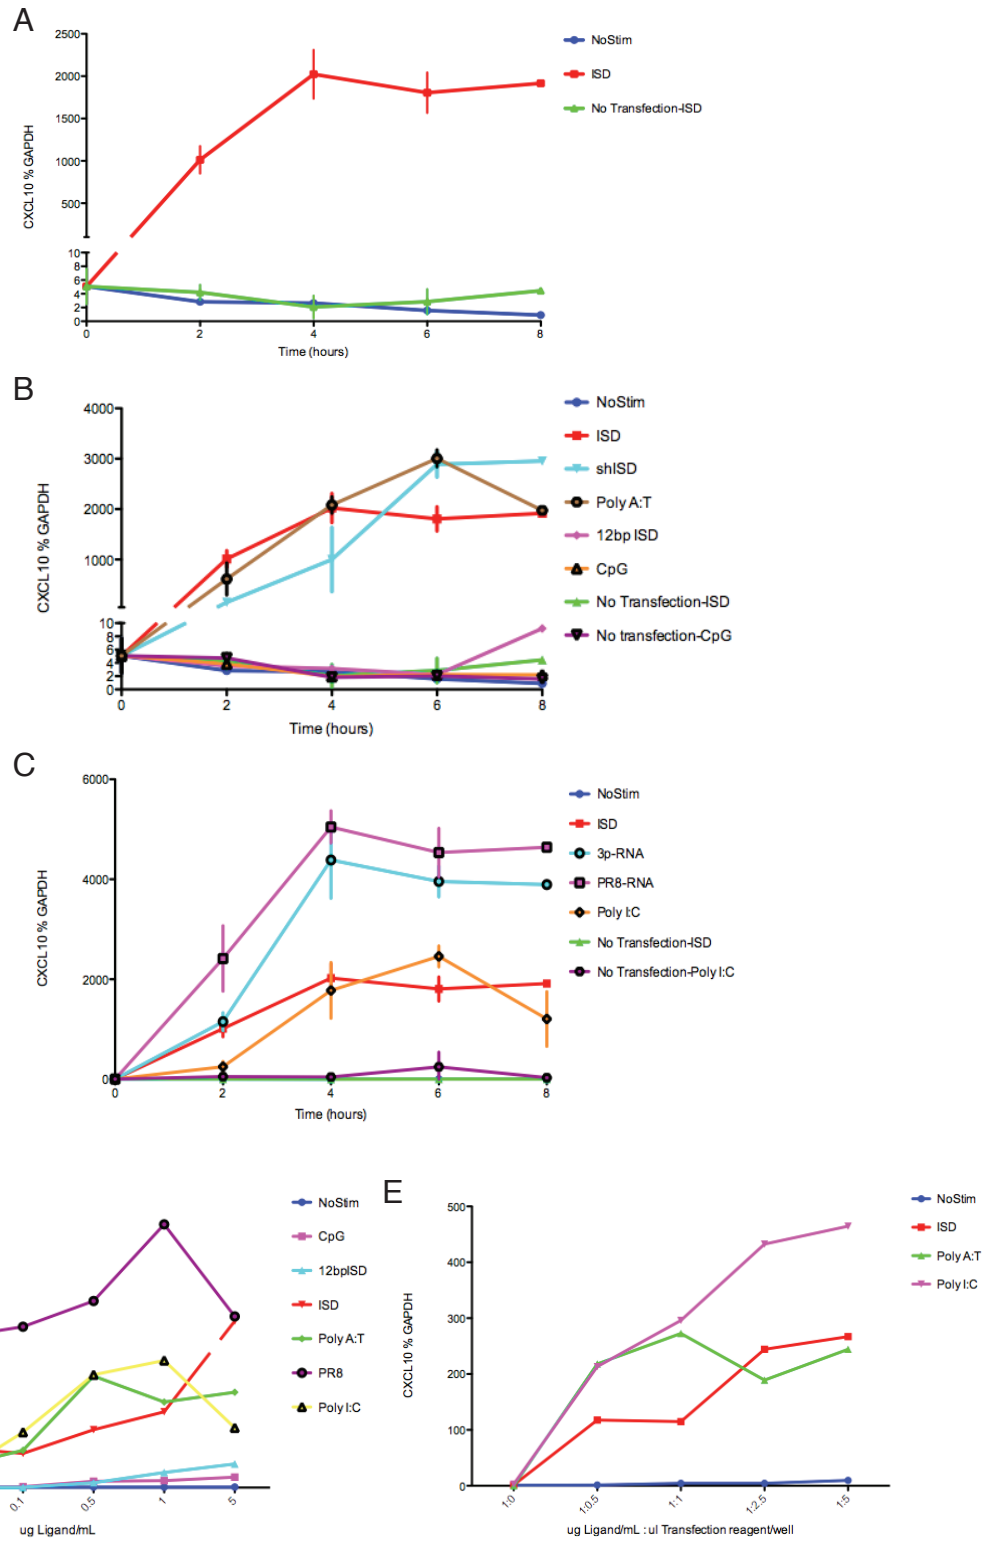 A
2500
2000
1500
1000
500
10
8
6
4
2
0
CXCL10 % GAPDH
0 2 4 6 8
Time (hours)
NoStim
ISD
No Transfection-ISD
B
4000
3000
2000
1000
10
8
6
4
2
0
CXCL10 % GAPDH
0 2 4 6 8
Time (hours)
NoStim
ISD
shISD
Poly A:T
12bp ISD
CpG
No Transfection-ISD
No transfection-CpG
C
6000
4000
2000
0
CXCL10 % GAPDH
0 2 4 6 8
Time (hours)
NoStim
ISD
3p-RNA
PR8-RNA
Poly I:C
No Transfection-ISD
No Transfection-Poly I:C
0.1 0.5 1 5
ug Ligand/mL
NoStim
CpG
12bpISD
ISD
Poly A:T
PR8
Poly I:C
E
500
400
300
200
100
0
CXCL10 % GAPDH
1:0 1:0.5 1:1 1:2.5 1:5
ug Ligand/mL : ul Transfection reagent/well
NoStim
ISD
Poly A:T
Poly I:C